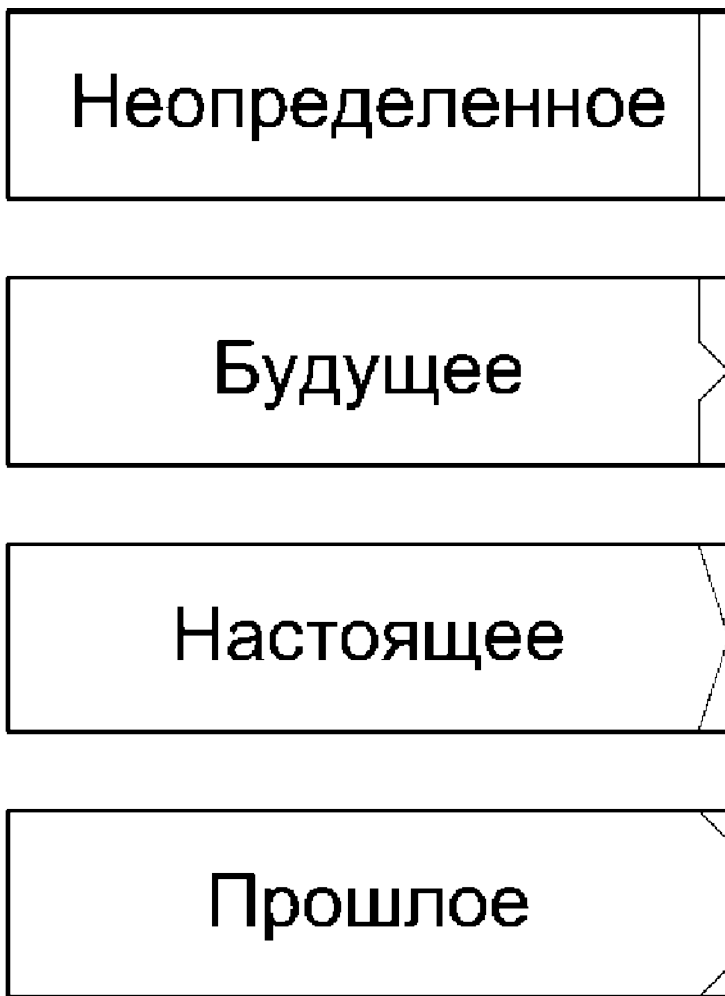 Неопределенное
Будущее
Настоящее
Прошлое